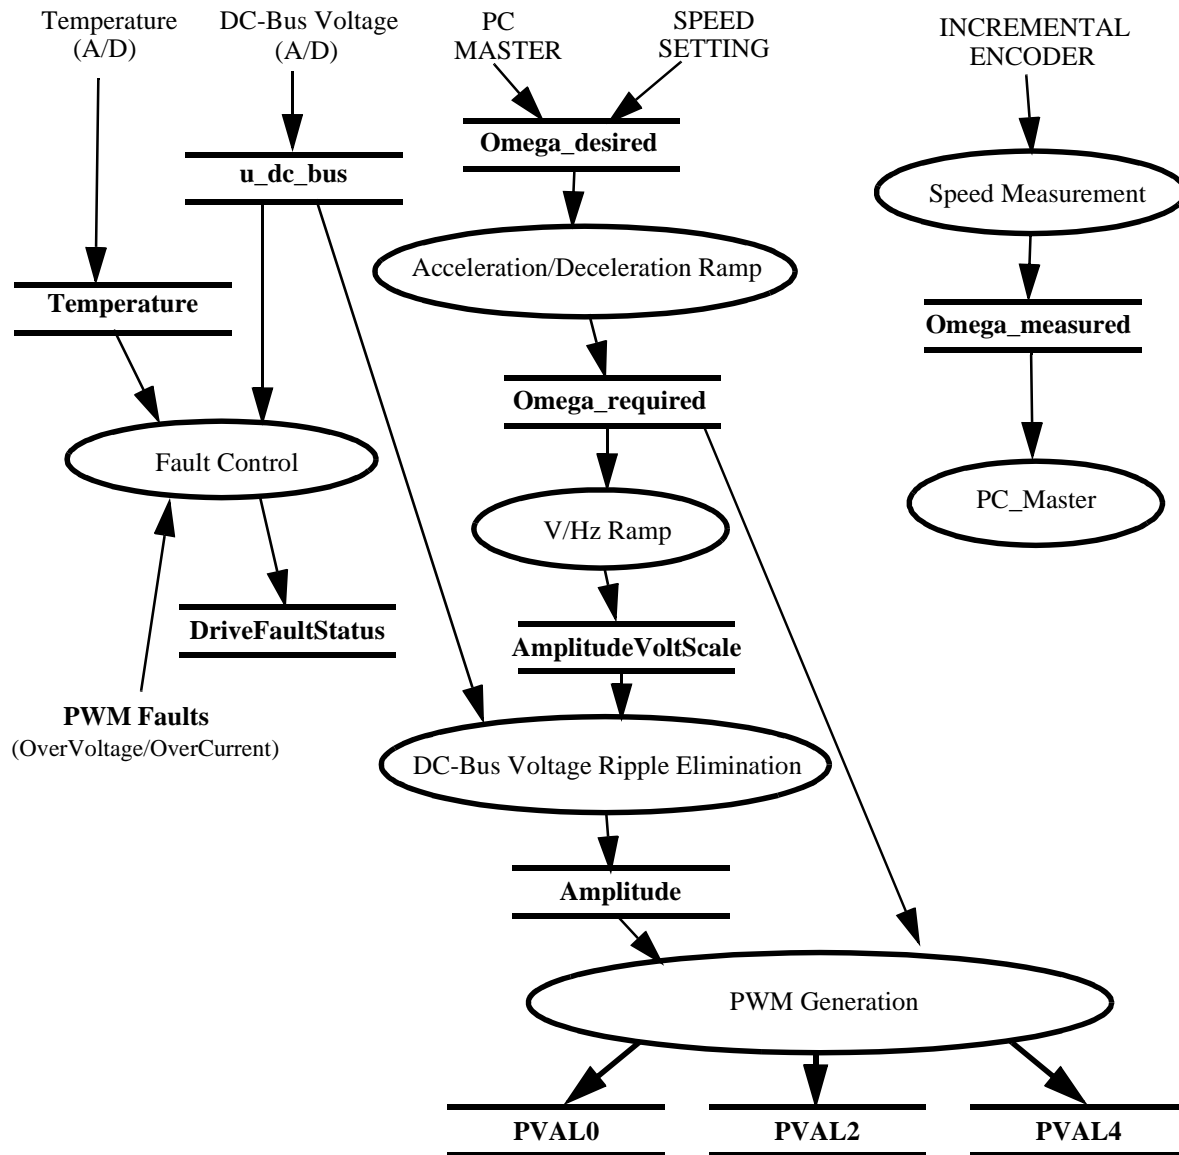 Temperature
(A/D)
DC-Bus Voltage
(A/D)
PC
MASTER
SPEED
SETTING
INCREMENTAL
ENCODER
Omega_desired
u_dc_bus
Speed Measurement
Acceleration/Deceleration Ramp
Temperature
Omega_measured
Omega_required
Fault Control
PC_Master
V/Hz Ramp
DriveFaultStatus
AmplitudeVoltScale
PWM Faults
(OverVoltage/OverCurrent)
DC-Bus Voltage Ripple Elimination
Amplitude
PWM Generation
PVAL0
PVAL2
PVAL4